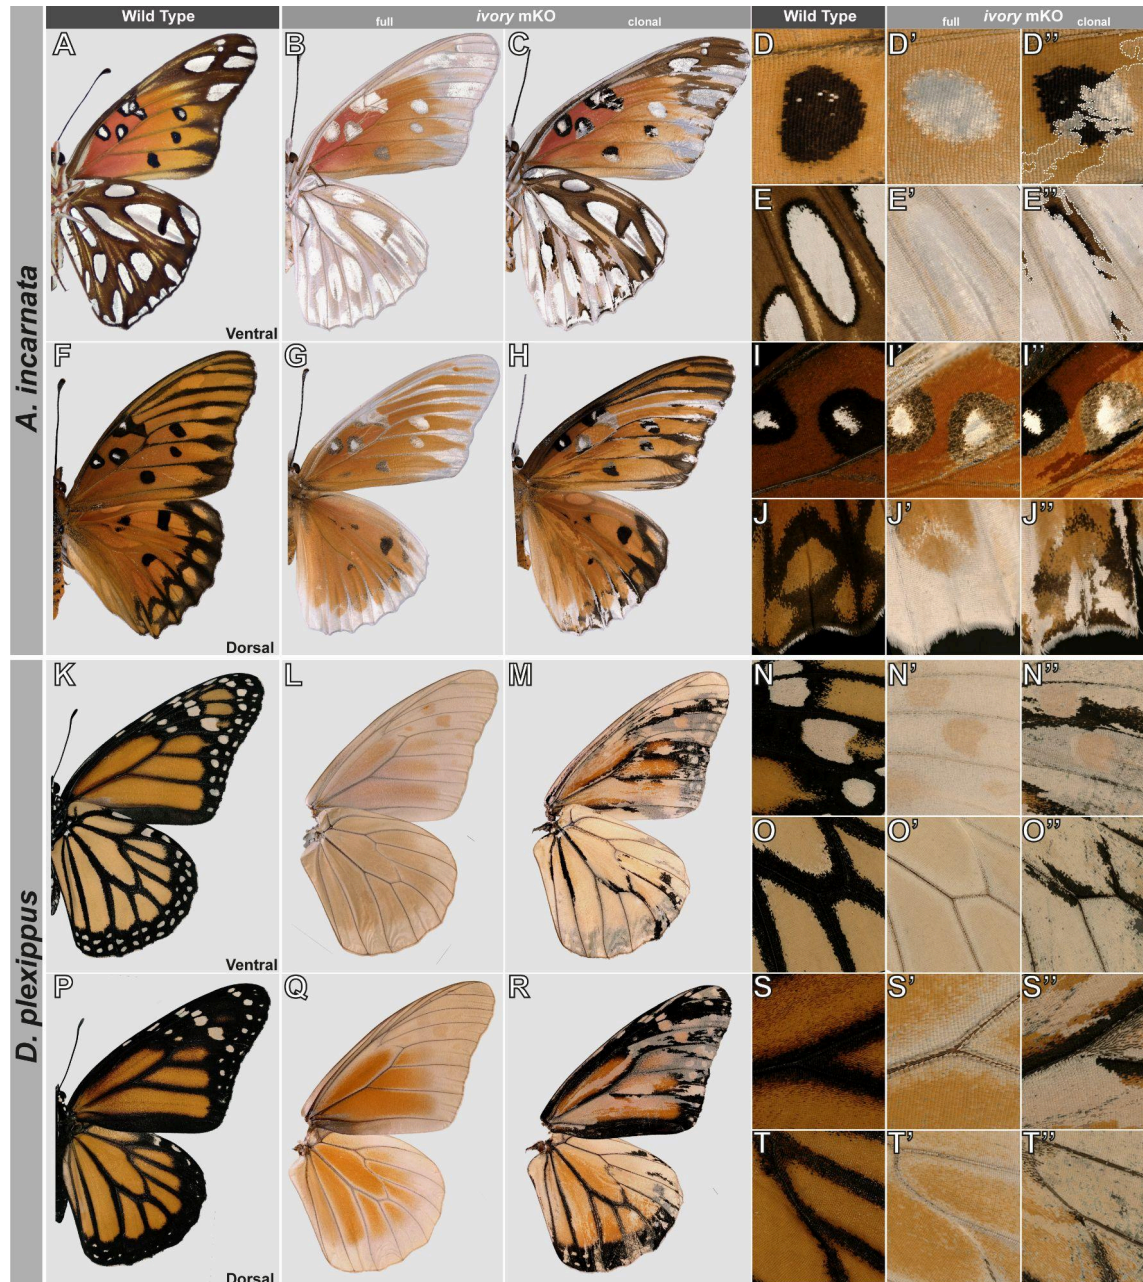 Wild Type
ivory mKO
full
clonal
Wild Type
ivory mKO
full
clonal
A. incarnata
A
B
C
D
D'
D''
E
E'
E''
Ventral
F
G
H
I
I'
I''
J
J'
J''
Dorsal
D. plexippus
K
L
M
N
N'
N''
O
O'
O''
Ventral
P
Q
R
S
S'
S''
T
T'
T''
Dorsal